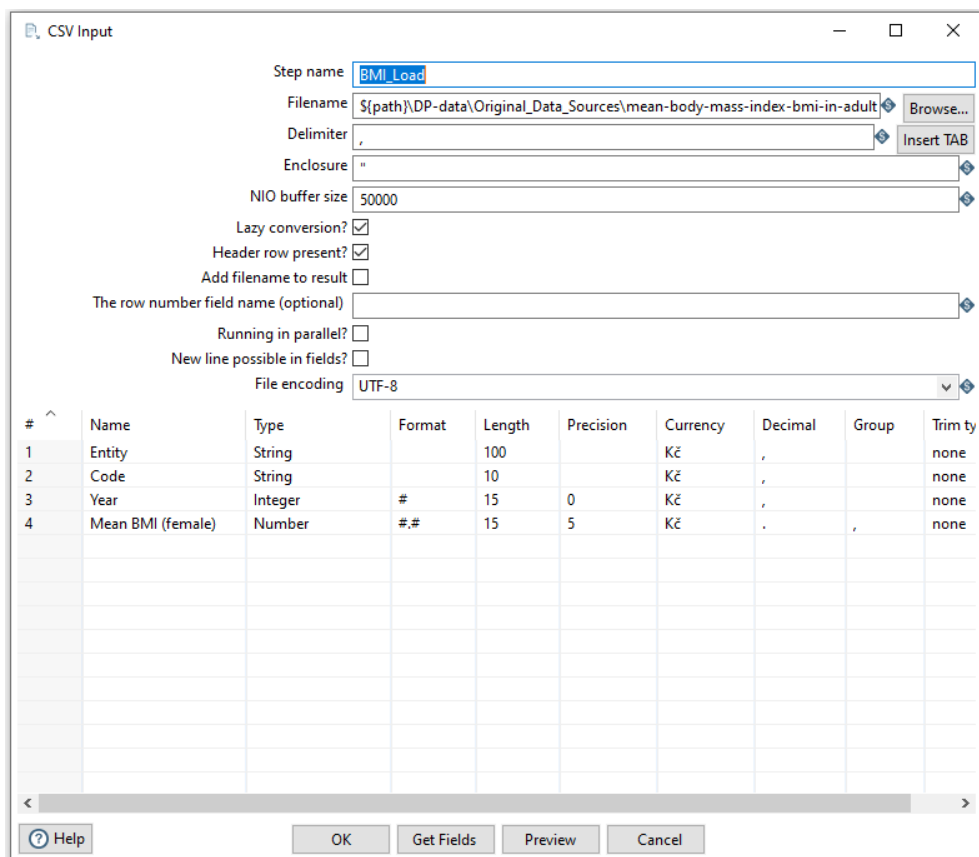 CSV Input
Step name BMI_Load
Filename ${path}\DP-data\Original_Data_Sources\mean-body-mass-index-bmi-in-adult Browse...
Delimiter , Insert TAB
Enclosure "
NIO buffer size 50000
Lazy conversion?
Header row present?
Add filename to result
The row number field name (optional)
Running in parallel?
New line possible in fields?
File encoding UTF-8
# Name Type Format Length Precision Currency Decimal Group Trim ty
1 Entity String 100 Kč , none
2 Code String 10 Kč , none
3 Year Integer # 15 0 Kč , none
4 Mean BMI (female) Number #.# 15 5 Kč . , none
Help OK Get Fields Preview Cancel